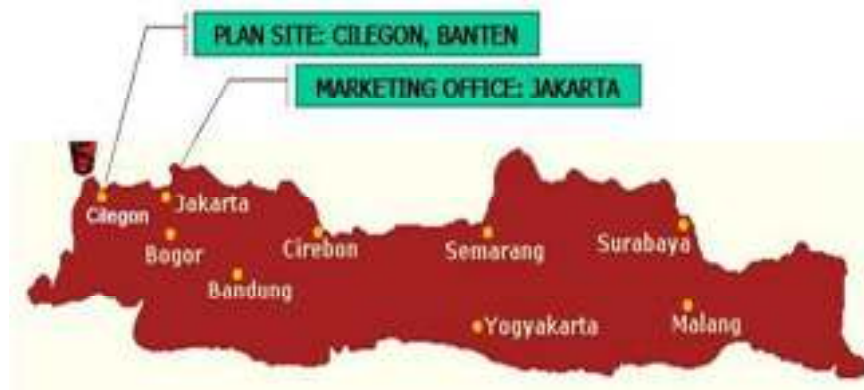 PLAN SITE: CILEGON, BANTEN
MARKETING OFFICE: JAKARTA
Cilegon
Jakarta
Bogor
Bandung
Cirebon
Semarang
Surabaya
Yogyakarta
Malang